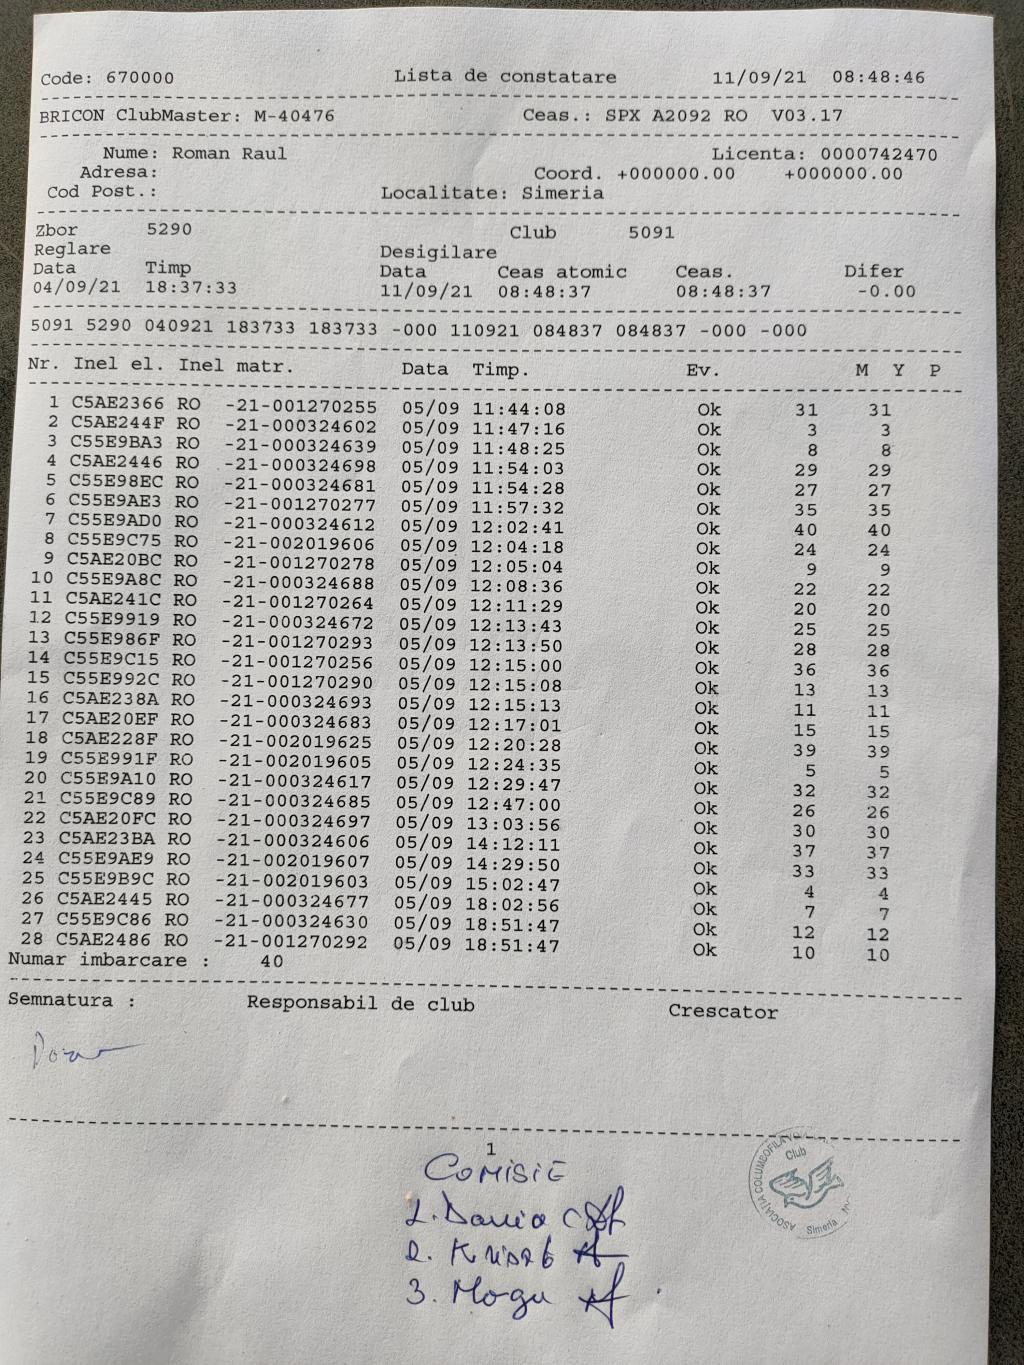 Code: 670000 Lista de constatare 11/09/21 08:48:46
BRICON ClubMaster: M-40476 Ceas.: SPX A2092 RO V03.17
Nume: Roman Raul Licenta: 0000742470
Adresa: Coord. +000000.00 +000000.00
Cod Post.: Localitate: Simeria
Zbor 5290 Club 5091
Reglare Desigilare
Data Timp Data Ceas atomic Ceas. Difer
04/09/21 18:37:33 11/09/21 08:48:37 08:48:37 -0.00
5091 5290 040921 183733 183733 -000 110921 084837 084837 -000 -000
Nr. Inel el. Inel matr. Data Timp. Ev. M Y P
1 C5AE2366 RO -21-001270255 05/09 11:44:08 Ok 31 31
2 C5AE244F RO -21-000324602 05/09 11:47:16 Ok 3 3
3 C55E9BA3 RO -21-000324639 05/09 11:48:25 Ok 8 8
4 C5AE2446 RO -21-000324698 05/09 11:54:03 Ok 29 29
5 C55E98EC RO -21-000324681 05/09 11:54:28 Ok 27 27
6 C55E9AE3 RO -21-001270277 05/09 11:57:32 Ok 35 35
7 C55E9AD0 RO -21-000324612 05/09 12:02:41 Ok 40 40
8 C55E9C75 RO -21-002019606 05/09 12:04:18 Ok 24 24
9 C5AE20BC RO -21-001270278 05/09 12:05:04 Ok 9 9
10 C55E9A8C RO -21-000324688 05/09 12:08:36 Ok 22 22
11 C5AE241C RO -21-001270264 05/09 12:11:29 Ok 20 20
12 C55E9919 RO -21-000324672 05/09 12:13:43 Ok 25 25
13 C55E986F RO -21-001270293 05/09 12:13:50 Ok 28 28
14 C55E9C15 RO -21-001270256 05/09 12:15:00 Ok 36 36
15 C55E992C RO -21-001270290 05/09 12:15:08 Ok 13 13
16 C5AE238A RO -21-000324693 05/09 12:15:13 Ok 11 11
17 C5AE20EF RO -21-000324683 05/09 12:17:01 Ok 15 15
18 C5AE228F RO -21-002019625 05/09 12:20:28 Ok 39 39
19 C55E991F RO -21-002019605 05/09 12:24:35 Ok 5 5
20 C55E9A10 RO -21-000324617 05/09 12:29:47 Ok 32 32
21 C55E9C89 RO -21-000324685 05/09 12:47:00 Ok 26 26
22 C5AE20FC RO -21-000324697 05/09 13:03:56 Ok 30 30
23 C5AE23BA RO -21-000324606 05/09 14:12:11 Ok 37 37
24 C55E9AE9 RO -21-002019607 05/09 14:29:50 Ok 33 33
25 C55E9B9C RO -21-002019603 05/09 15:02:47 Ok 4 4
26 C5AE2445 RO -21-000324677 05/09 18:02:56 Ok 7 7
27 C55E9C86 RO -21-000324630 05/09 18:51:47 Ok 12 12
28 C5AE2486 RO -21-001270292 05/09 18:51:47 Ok 10 10
Numar imbarcare : 40
Semnatura : Responsabil de club Crescator
1
COMISIE
1.
2.
3. Mogu
Club
Simeria